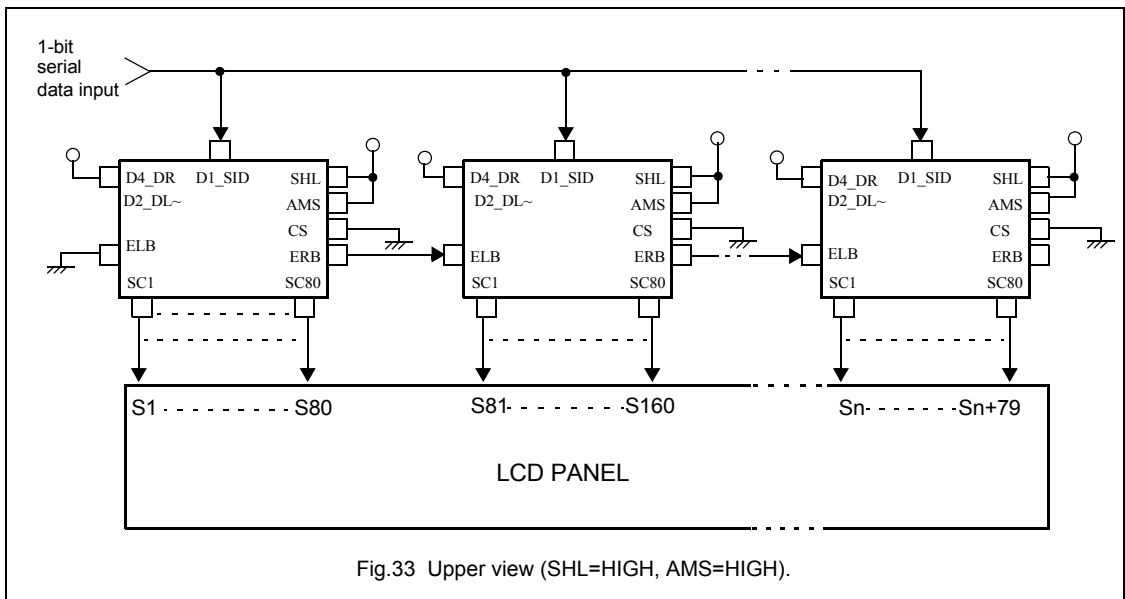 1-bit
serial
data input
D4_DR D1_SID SHL
D2_DL~
AMS
CS
ELB
ERB
SC1 SC80
D4_DR D1_SID SHL
D2_DL~
AMS
CS
ELB
ERB
SC1 SC80
D4_DR D1_SID SHL
D2_DL~
AMS
CS
ELB
ERB
SC1 SC80
S1 S80 S81 S160 Sn Sn+79
LCD PANEL
Fig.33 Upper view (SHL=HIGH, AMS=HIGH).